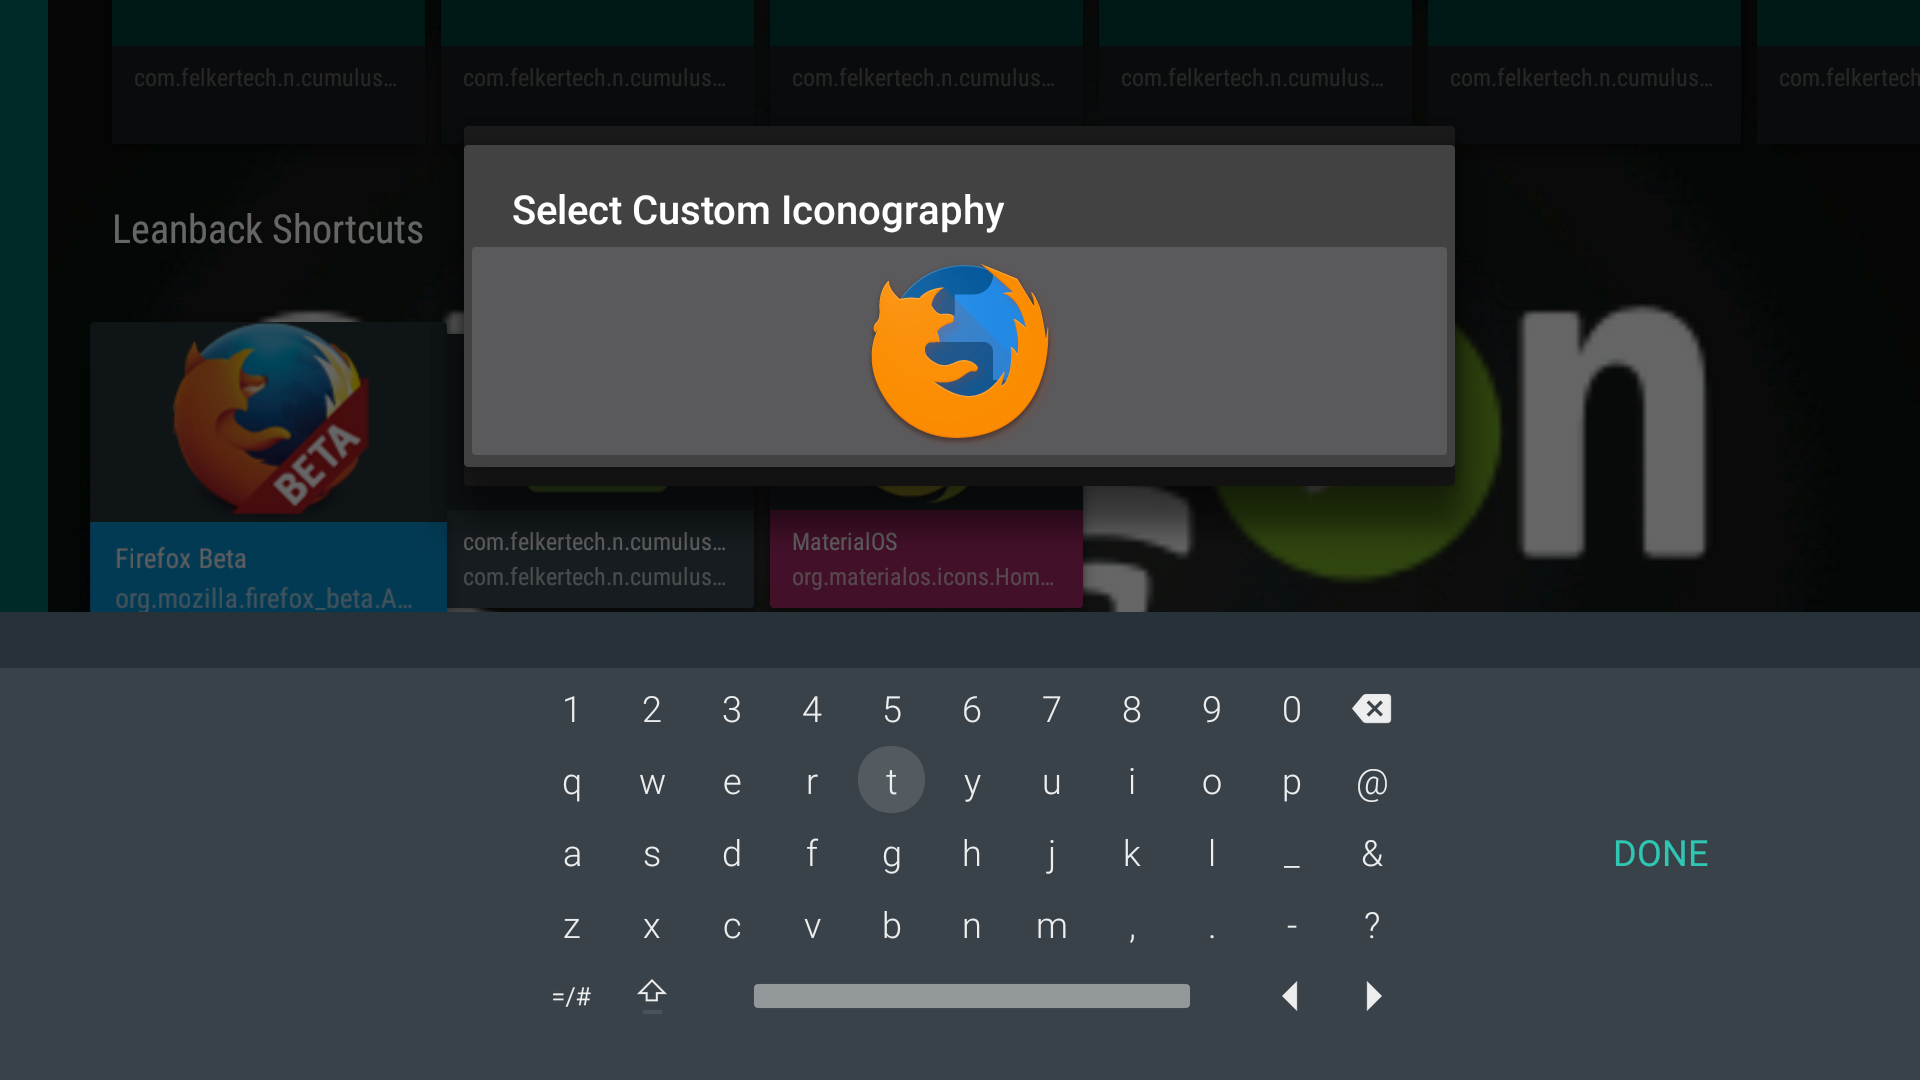 com.felkertech.n.cumulus... com.felkertech.n.cumulus... com.felkertech.n.cumulus... com.felkertech.n.cumulus... com.felkertech.n.cumulus... com.felkertech
Select Custom Iconography
Leanback Shortcuts
BETA
n
Firefox Beta
org.mozilla.firefox_beta.A...
com.felkertech.n.cumulus...
com.felkertech.n.cumulus...
MaterialOS
org.materialos.icons.Hom...
1 2 3 4 5 6 7 8 9 0
q w e r t y u i o p @
a s d f g h j k l _ &
DONE
z x c v b n m , . - ?
=/#